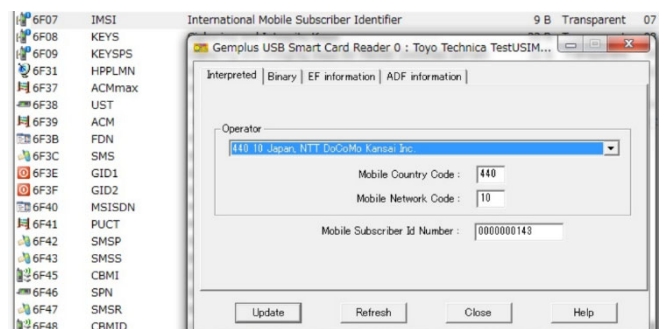 6F07 IMSI International Mobile Subscriber Identifier 9 B Transparent 07
6F08 KEYS
6F09 KEYSPS
6F31 HPPLMN
6F37 ACMmax
6F38 UST
6F39 ACM
6F3B FDN
6F3C SMS
6F3E GID1
6F3F GID2
6F40 MSISDN
6F41 PUCT
6F42 SMSP
6F43 SMSS
6F45 CBMI
6F46 SPN
6F47 SMSR
6F48 CBMID
Gemplus USB Smart Card Reader 0 : Toyo Technica TestUSIM...
Interpreted Binary EF information ADF information
Operator
440 10 Japan, NTT DoCoMo Kansai Inc.
Mobile Country Code : 440
Mobile Network Code : 10
Mobile Subscriber Id Number : 0000000143
Update Refresh Close Help